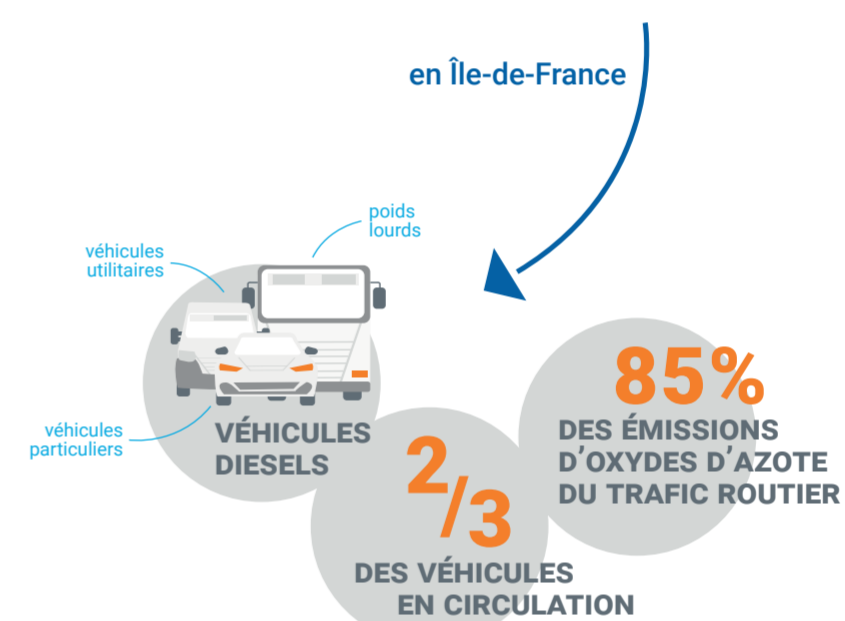 en Île-de-France
poids
lourds
véhicules
utilitaires
véhicules
particuliers
VÉHICULES
DIESELS
2/3
DES VÉHICULES
EN CIRCULATION
85%
DES ÉMISSIONS
D'OXYDES D'AZOTE
DU TRAFIC ROUTIER